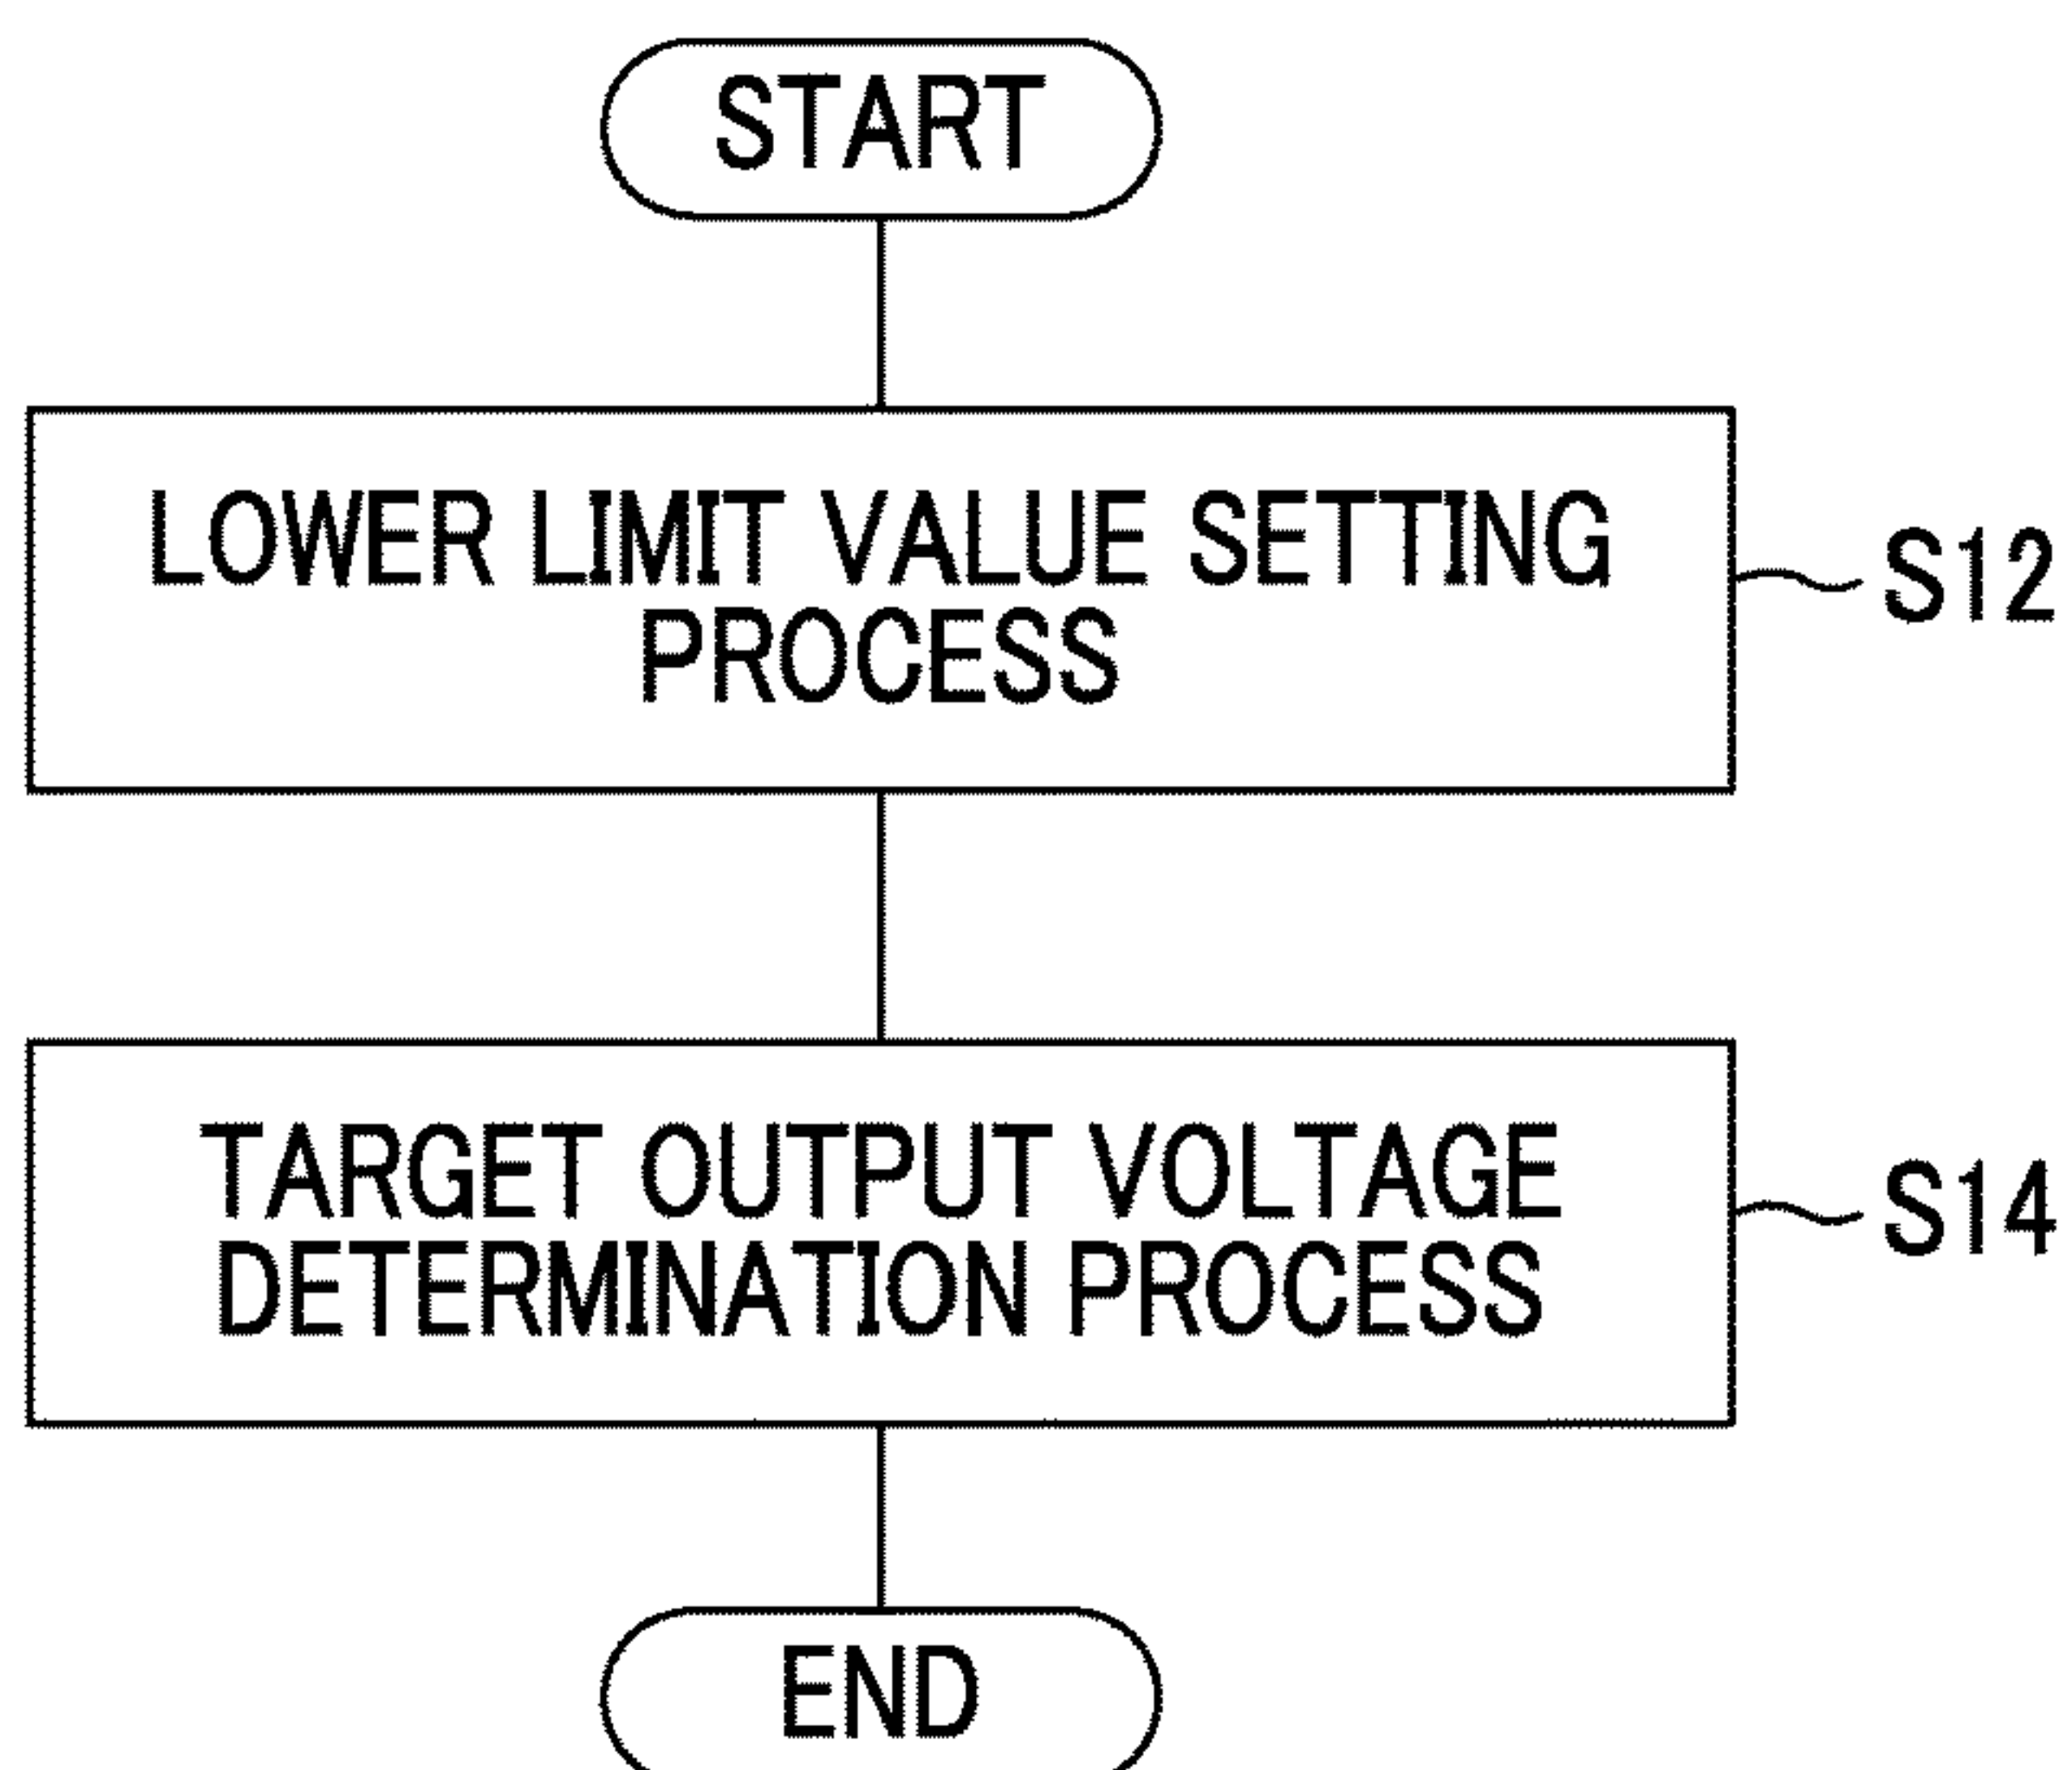 START
LOWER LIMIT VALUE SETTING
PROCESS
S12
TARGET OUTPUT VOLTAGE
DETERMINATION PROCESS
S14
END